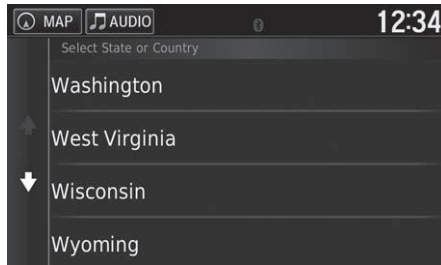 MAP AUDIO 12:34
Select State or Country
Washington
West Virginia
Wisconsin
Wyoming